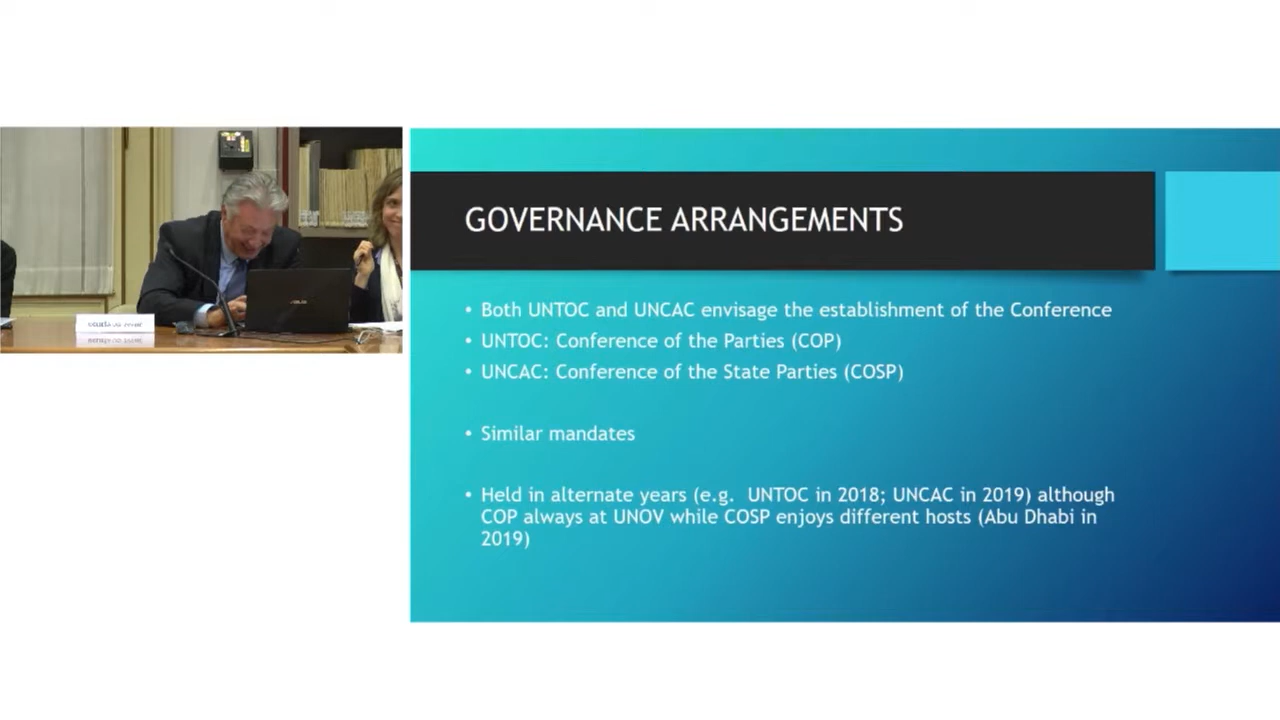 GOVERNANCE ARRANGEMENTS
• Both UNTOC and UNCAC envisage the establishment of the Conference
• UNTOC: Conference of the Parties (COP)
• UNCAC: Conference of the State Parties (COSP)
• Similar mandates
• Held in alternate years (e.g. UNTOC in 2018; UNCAC in 2019) although
COP always at UNOV while COSP enjoys different hosts (Abu Dhabi in
2019)